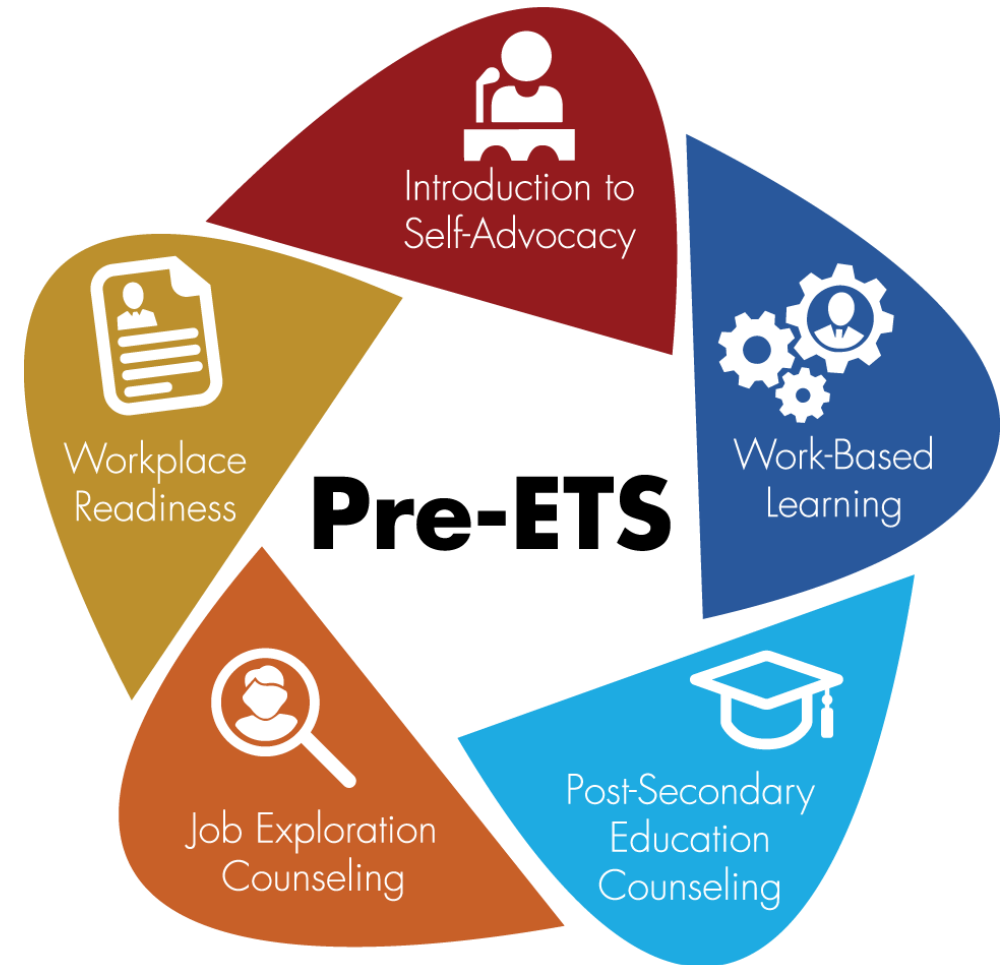 Introduction to
Self-Advocacy
Work-Based
Learning
Workplace
Readiness
Pre-ETS
Post-Secondary
Education
Counseling
Job Exploration
Counseling